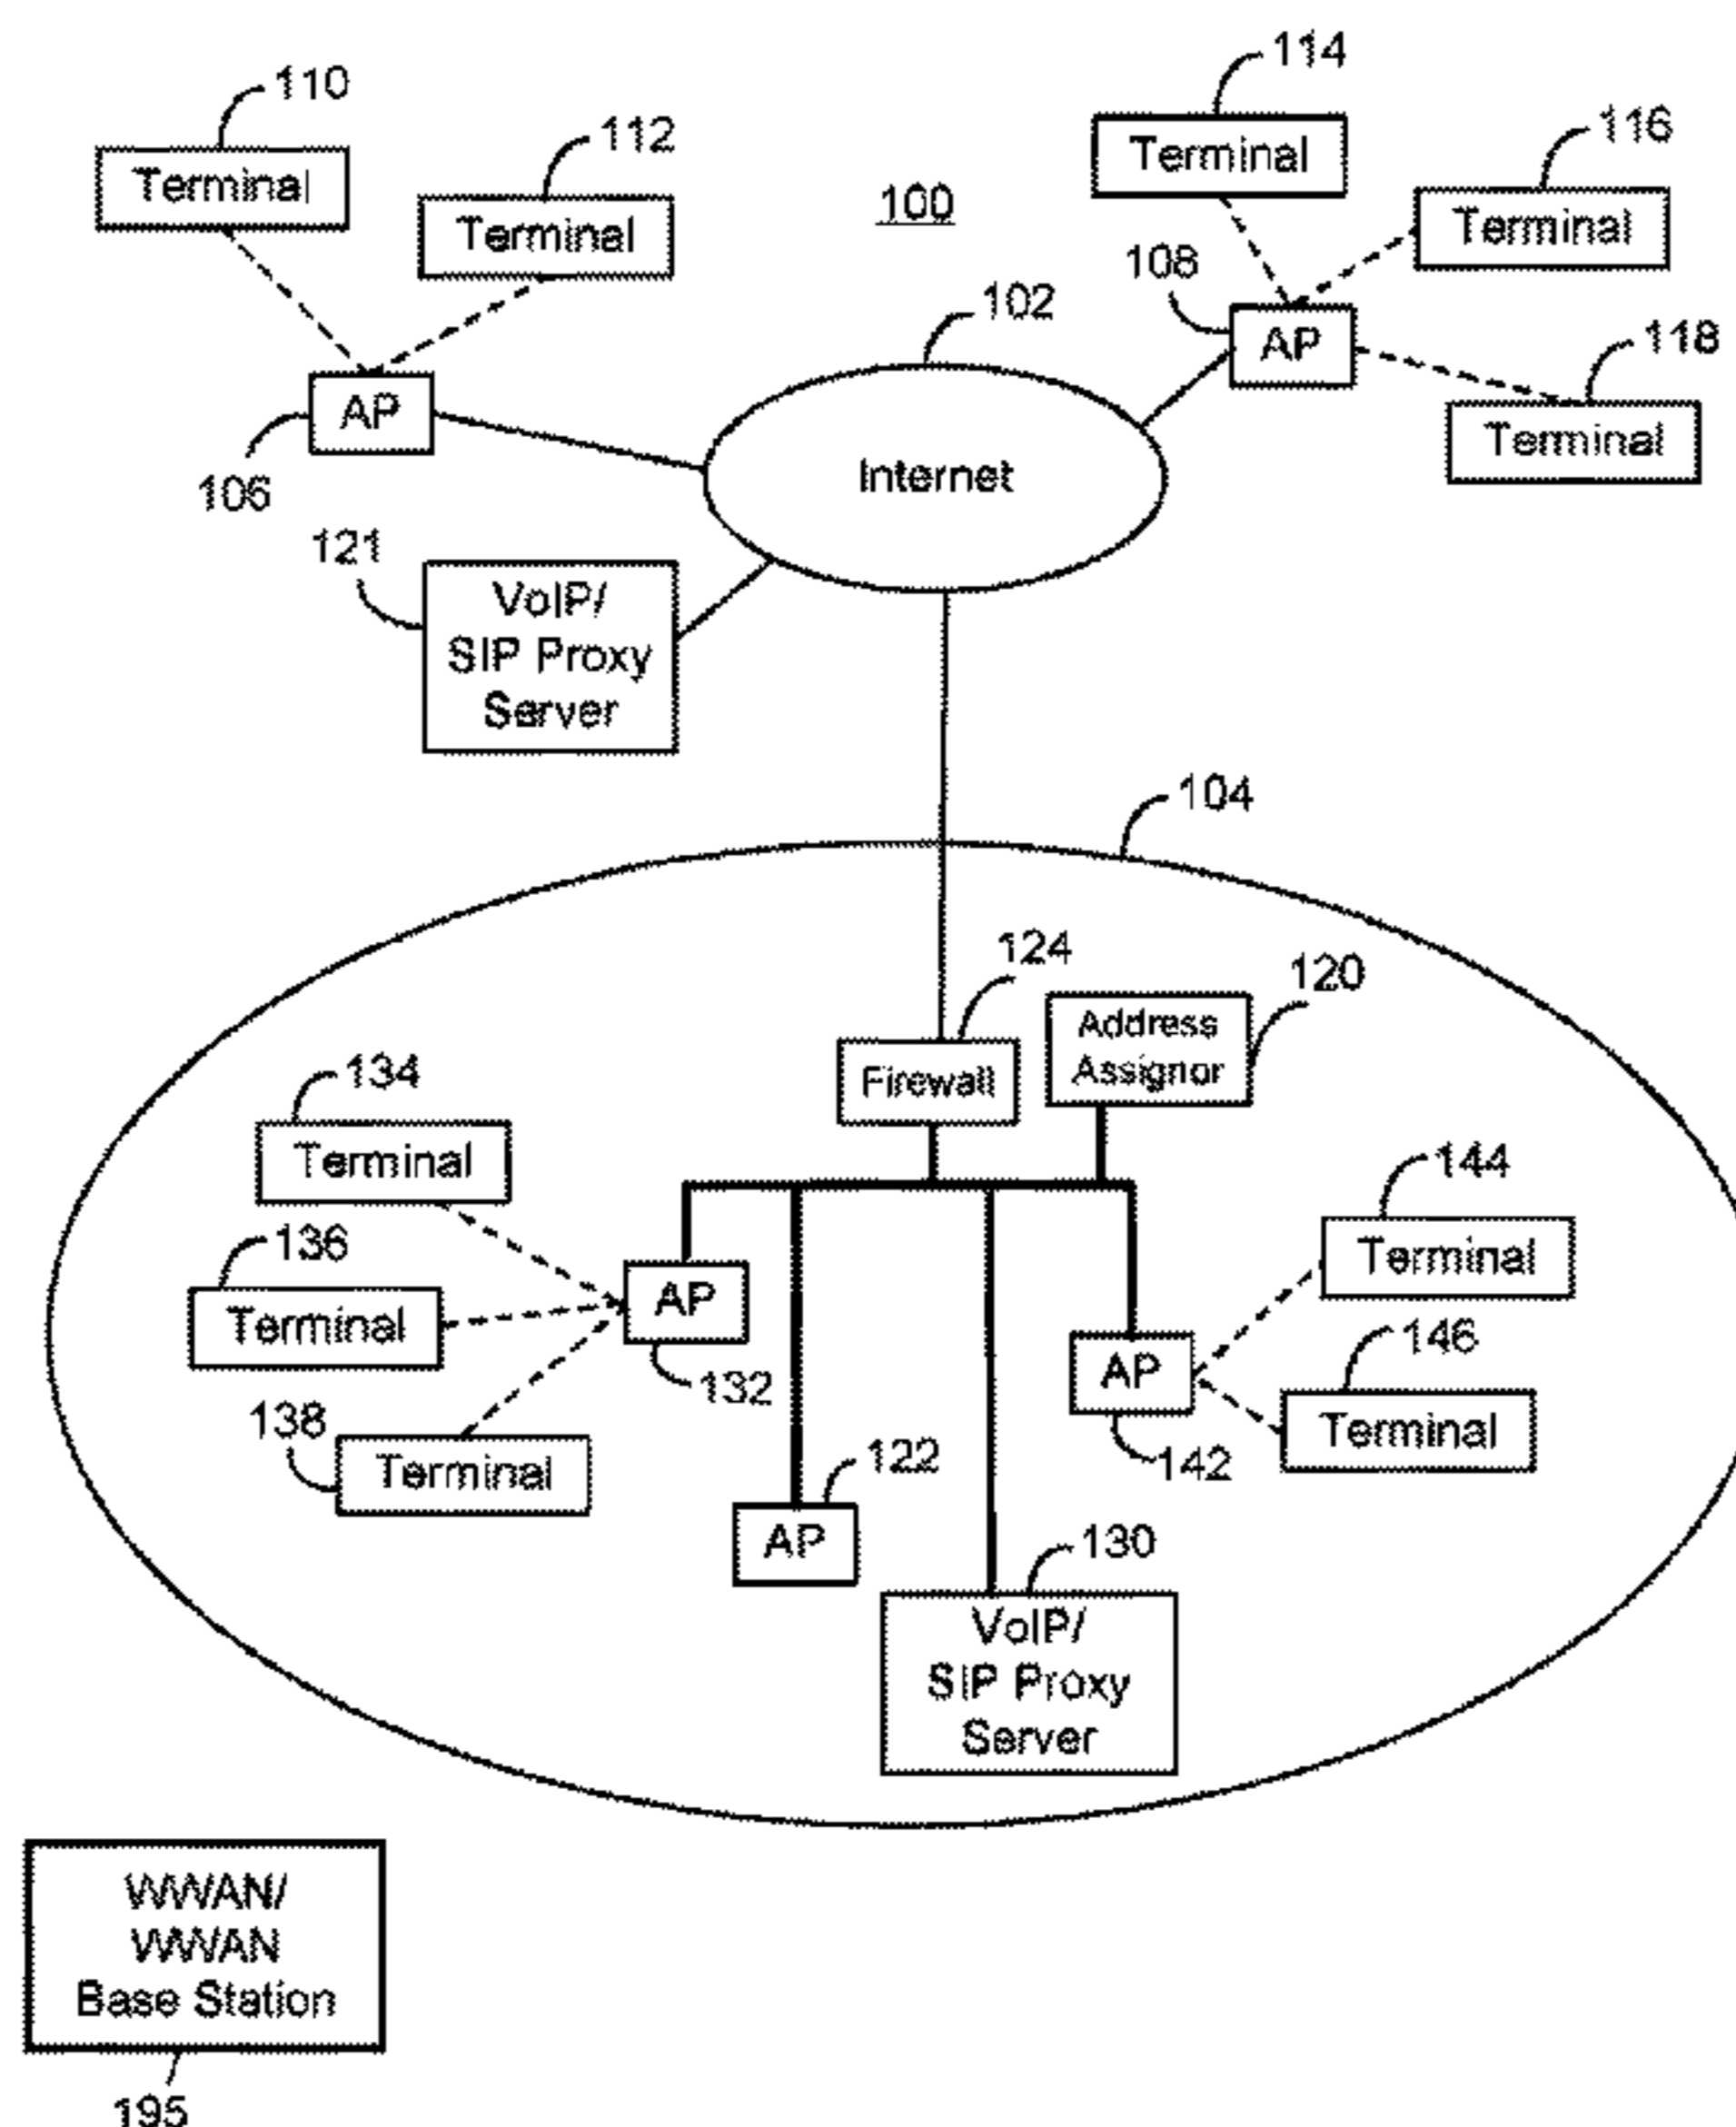 110
114
112
116
Terminal
Terminal
100
Terminal
Terminal
108
102
AP
118
AP
Terminal
106
Internet
121
VoIP/
SIP Proxy
Server
104
124
120
Address
Assignor
Firewall
134
Terminal
144
136
Terminal
AP
Terminal
146
132
AP
138
Terminal
Terminal
122
142
AP
130
VoIP/
SIP Proxy
Server
WWAN/
WWAN
Base Station
195